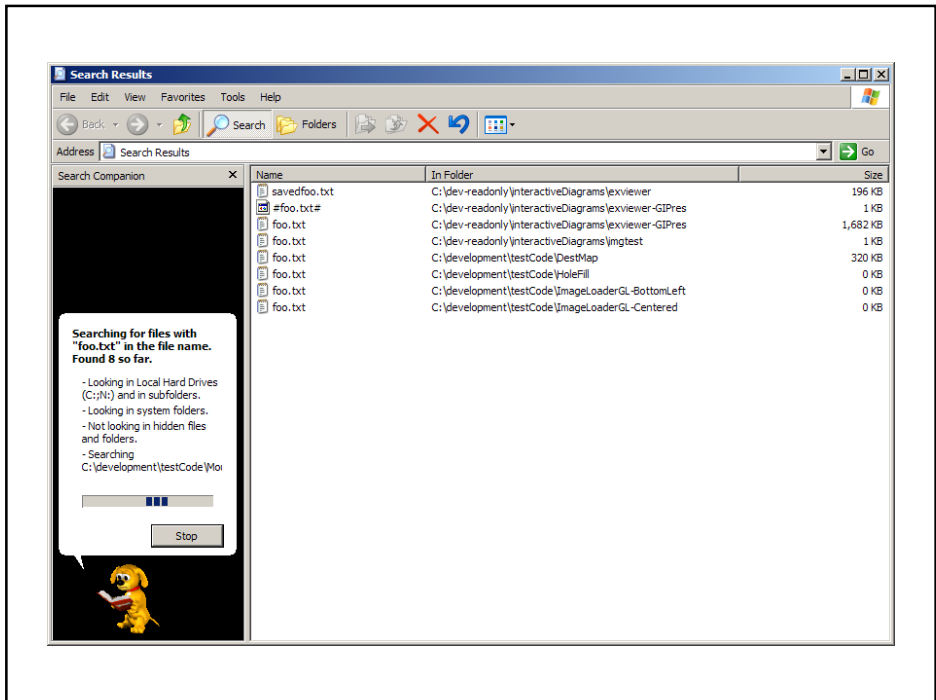 Search Results
File Edit View Favorites Tools Help
Back Search Folders
Address Search Results Go
Search Companion
Name In Folder Size
savedfoo.txt C:\dev-readonly\interactiveDiagrams\exviewer 196 KB
#foo.txt# C:\dev-readonly\interactiveDiagrams\exviewer-GIPres 1 KB
foo.txt C:\dev-readonly\interactiveDiagrams\exviewer-GIPres 1,682 KB
foo.txt C:\dev-readonly\interactiveDiagrams\imgtest 1 KB
foo.txt C:\development\testCode\DestMap 320 KB
foo.txt C:\development\testCode\HoleFill 0 KB
foo.txt C:\development\testCode\ImageLoaderGL-BottomLeft 0 KB
foo.txt C:\development\testCode\ImageLoaderGL-Centered 0 KB
Searching for files with
"foo.txt" in the file name.
Found 8 so far.
- Looking in Local Hard Drives
(C:;N:) and in subfolders.
- Looking in system folders.
- Not looking in hidden files
and folders.
- Searching
C:\development\testCode\Mou
Stop